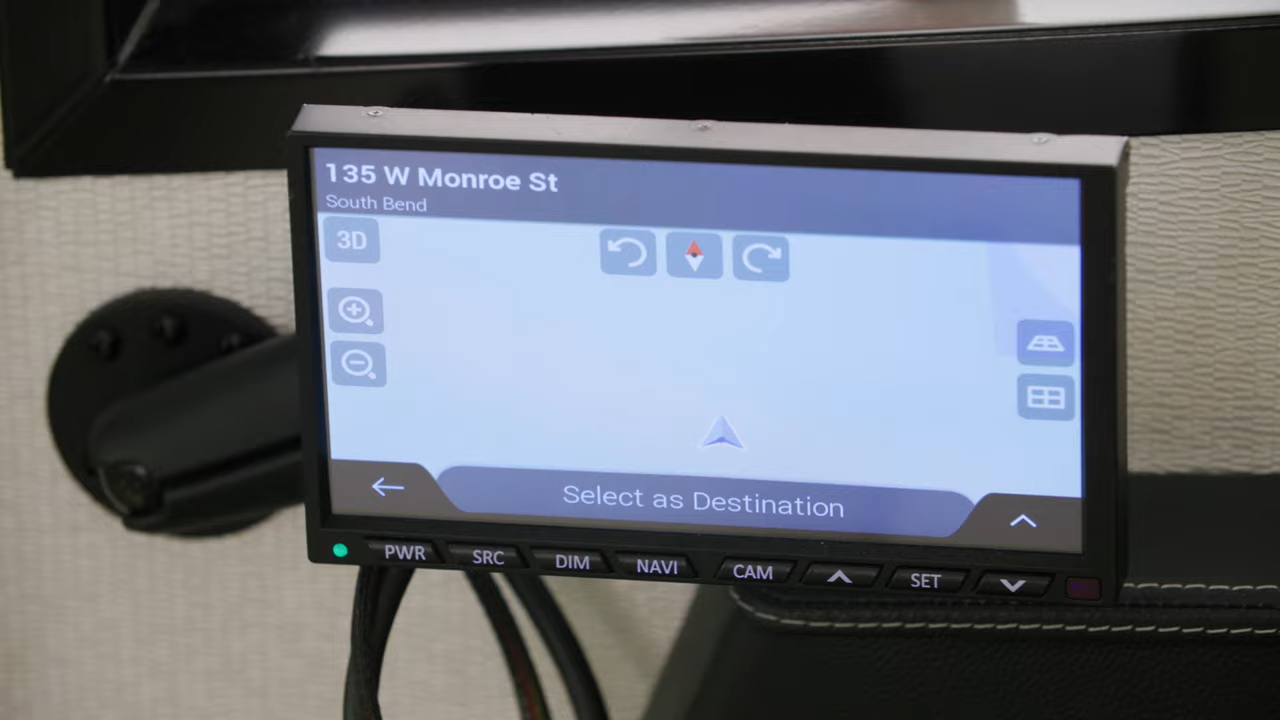 135 W Monroe St
South Bend
3D
Select as Destination
PWR SRC DIM NAVI CAM SET